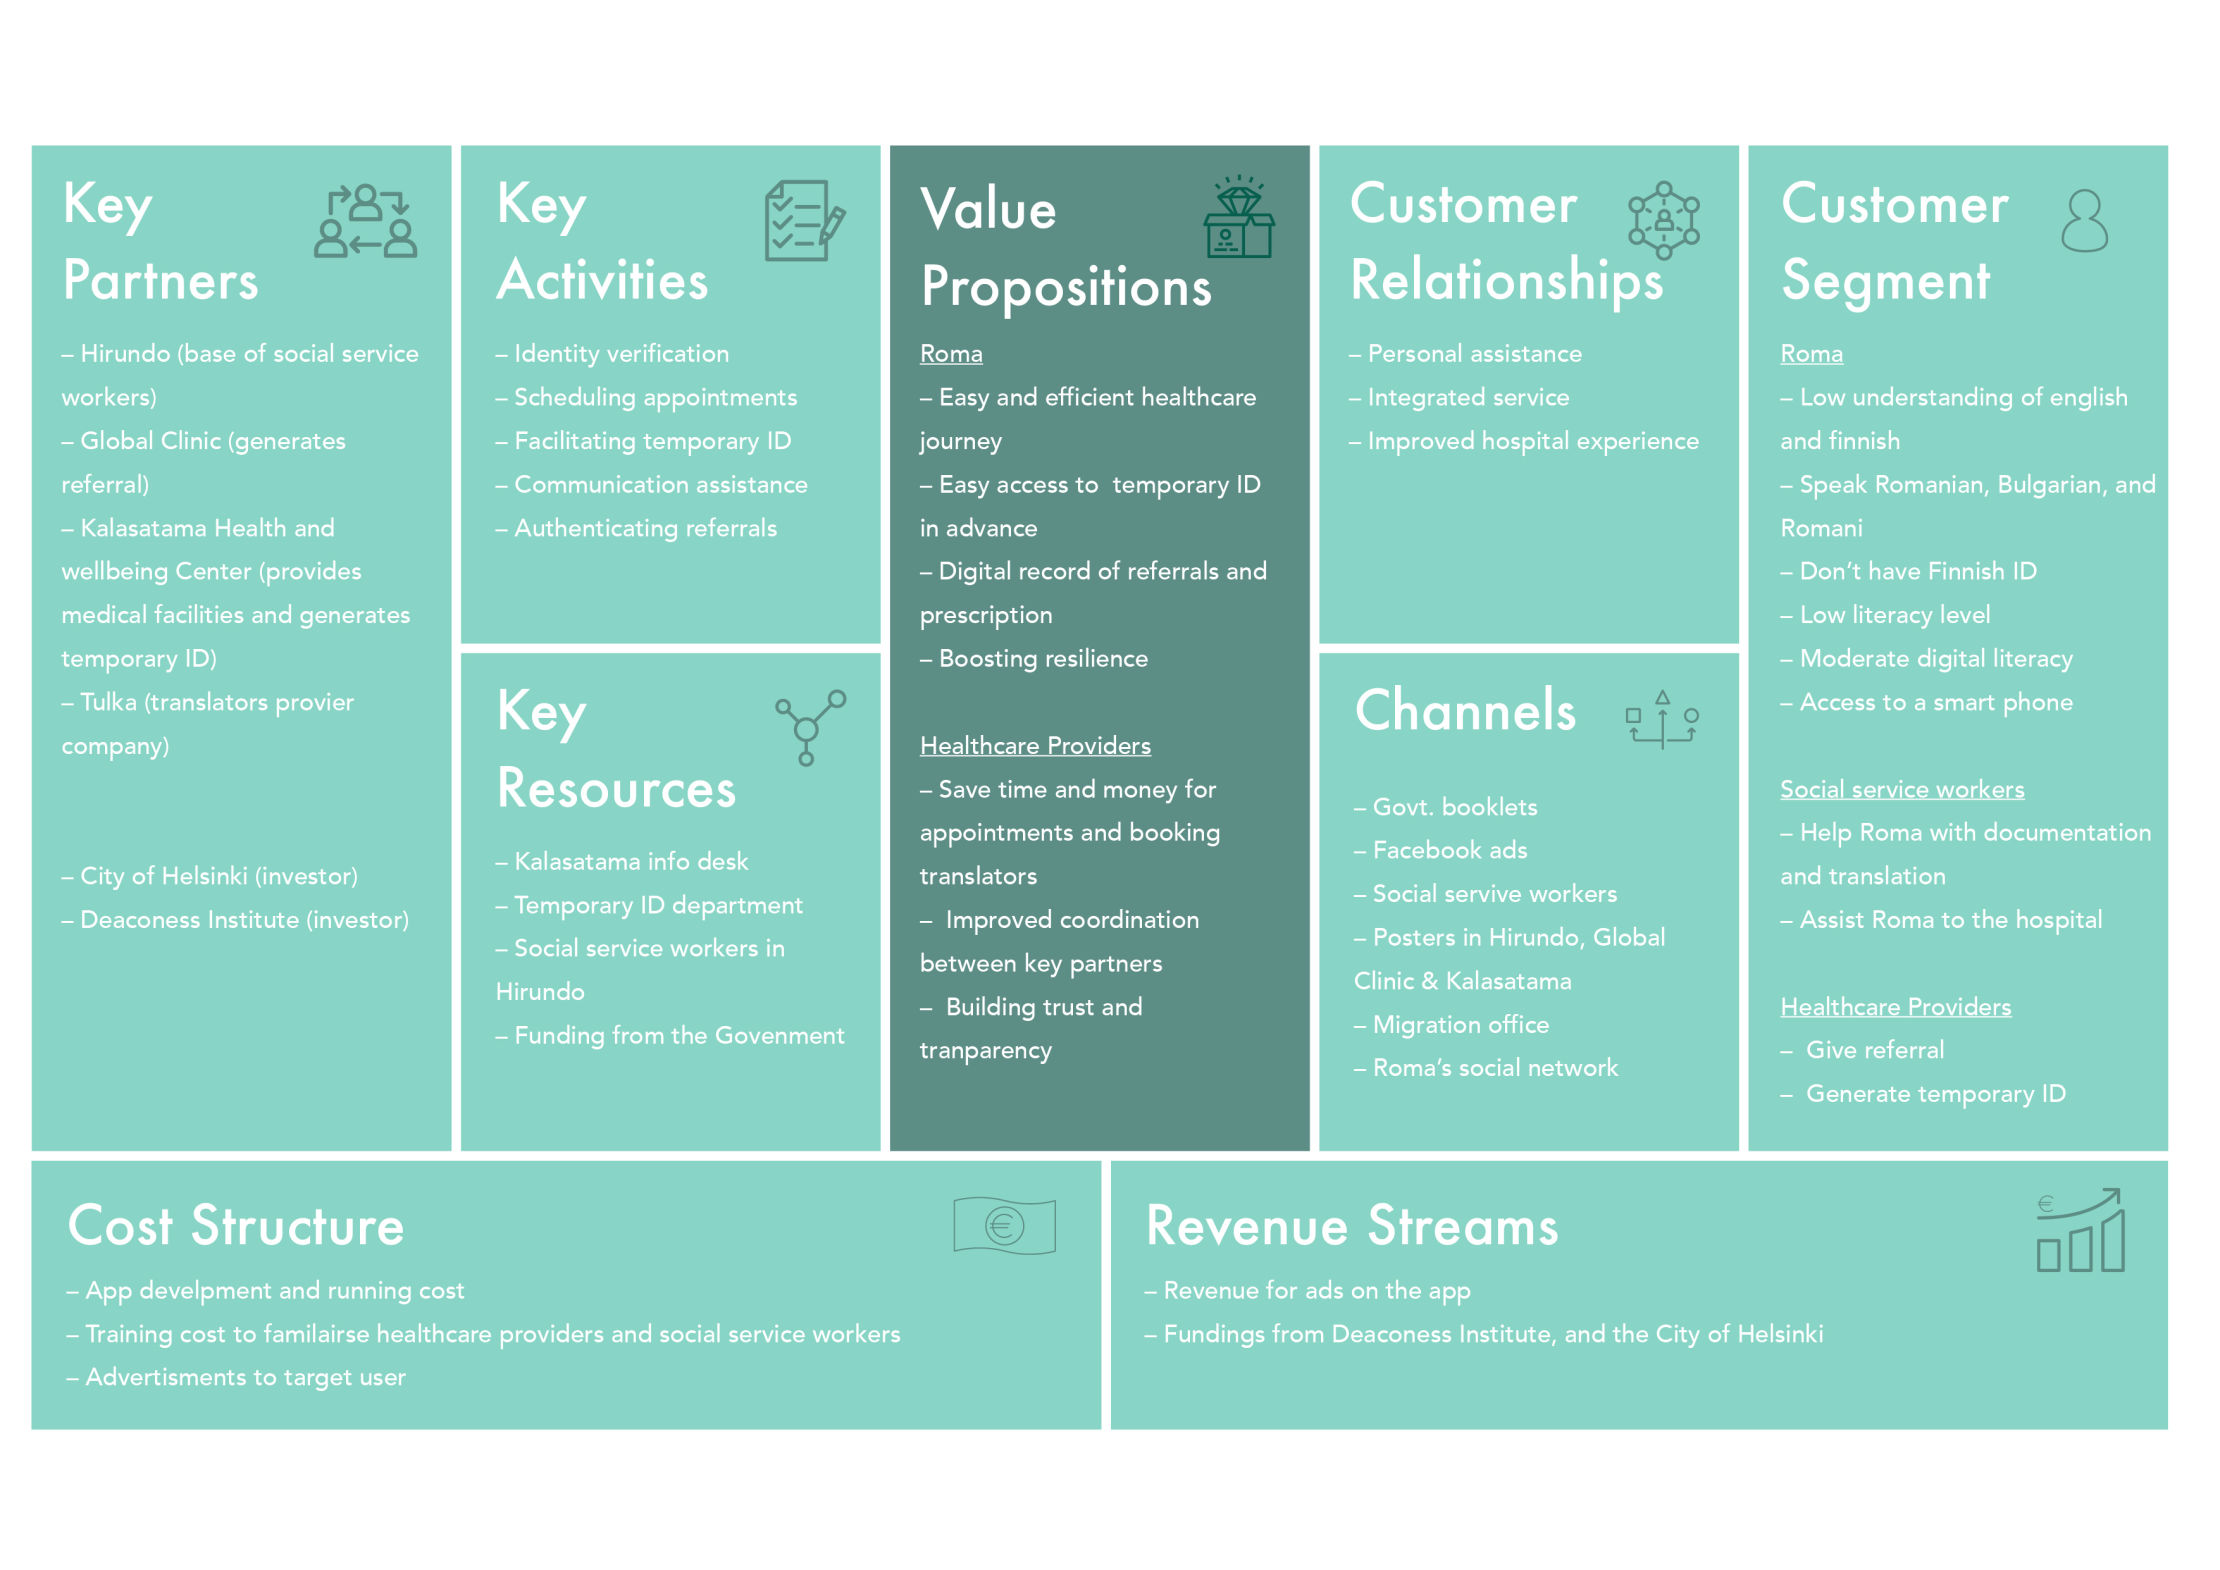 Key
Partners
– Hirundo (base of social service
workers)
– Global Clinic (generates
referral)
– Kalasatama Health and
wellbeing Center (provides
medical facilities and generates
temporary ID)
– Tulka (translators provier
company)
– City of Helsinki (investor)
– Deaconess Institute (investor)
Key
Activities
– Identity verification
– Scheduling appointments
– Facilitating temporary ID
– Communication assistance
– Authenticating referrals
Key
Resources
– Kalasatama info desk
– Temporary ID department
– Social service workers in
Hirundo
– Funding from the Govenment
Value
Propositions
Roma
– Easy and efficient healthcare
journey
– Easy access to  temporary ID
in advance
– Digital record of referrals and
prescription
– Boosting resilience
Healthcare Providers
– Save time and money for
appointments and booking
translators
–  Improved coordination
between key partners
–  Building trust and
tranparency
Customer
Relationships
– Personal assistance
– Integrated service
– Improved hospital experience
Channels
– Govt. booklets
– Facebook ads
– Social servive workers
– Posters in Hirundo, Global
Clinic & Kalasatama
– Migration office
– Roma’s social network
Customer
Segment
Roma
– Low understanding of english
and finnish
– Speak Romanian, Bulgarian, and
Romani
– Don’t have Finnish ID
– Low literacy level
– Moderate digital literacy
– Access to a smart phone
Social service workers
– Help Roma with documentation
and translation
– Assist Roma to the hospital
Healthcare Providers
–  Give referral
–  Generate temporary ID
Cost Structure
– App develpment and running cost
– Training cost to familairse healthcare providers and social service workers
– Advertisments to target user
€
Revenue Streams
– Revenue for ads on the app
– Fundings from Deaconess Institute, and the City of Helsinki
€